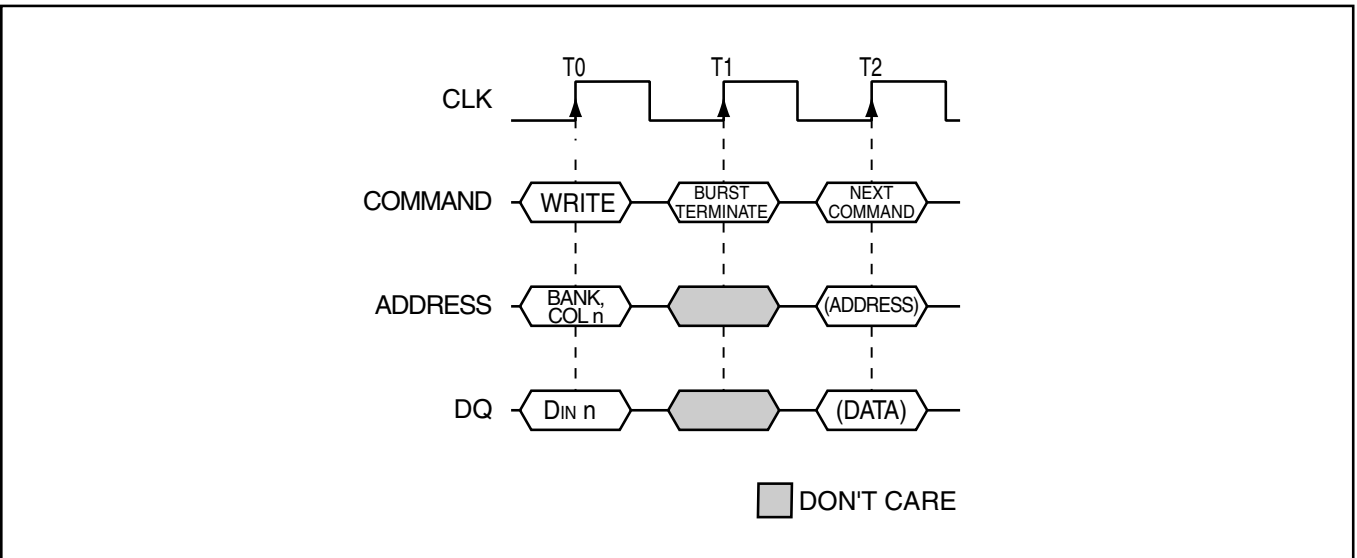 T0 T1 T2
CLK
COMMAND WRITE BURST TERMINATE NEXT COMMAND
ADDRESS BANK, COL n (ADDRESS)
DQ DIN n (DATA)
DON'T CARE